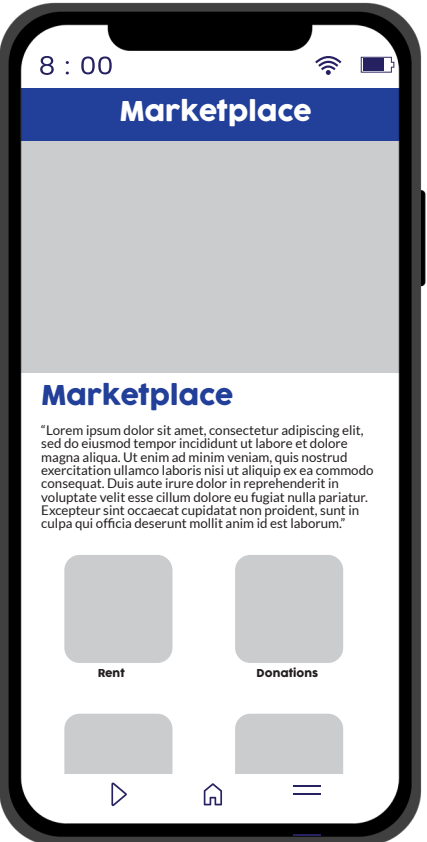 8 : 00
Marketplace
Marketplace
“Lorem ipsum dolor sit amet, consectetur adipiscing elit,
sed do eiusmod tempor incididunt ut labore et dolore
magna aliqua. Ut enim ad minim veniam, quis nostrud
exercitation ullamco laboris nisi ut aliquip ex ea commodo
consequat. Duis aute irure dolor in reprehenderit in
voluptate velit esse cillum dolore eu fugiat nulla pariatur.
Excepteur sint occaecat cupidatat non proident, sunt in
culpa qui officia deserunt mollit anim id est laborum.”
Rent
Donations